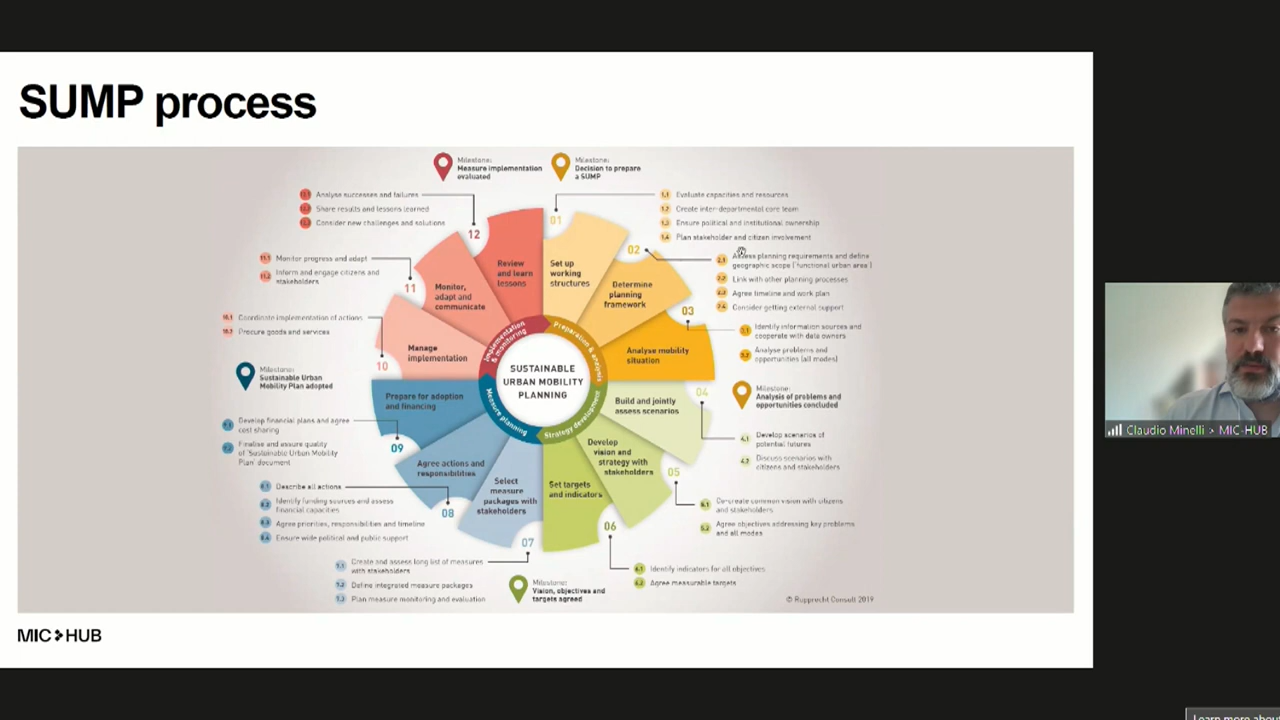 SUMP process
Milestone:
Measure implementation
evaluated
Milestone:
Decision to prepare
a SUMP
Analyse successes and failures
Share results and lessons learned
Consider new challenges and solutions
12
01
1.1 Evaluate capacities and resources
1.2 Create inter-departmental core team
1.3 Ensure political and institutional ownership
1.4 Plan stakeholder and citizen involvement
11.1 Monitor progress and adapt
11.2 Inform and engage citizens and
stakeholders
11
02
2.1 Assess planning requirements and define
geographic scope ('functional urban area')
2.2 Link with other planning processes
2.3 Agree timeline and work plan
2.4 Consider getting external support
Review
and learn
lessons
Set up
working
structures
Monitor,
adapt and
communicate
Determine
planning
framework
10.1 Coordinate implementation of actions
10.2 Procure goods and services
10
03
3.1 Identify information sources and
cooperate with data owners
3.2 Analyse problems and
opportunities (all modes)
Manage
implementation
Analyse mobility
situation
Implementation
& monitoring
Preparation & analysis
SUSTAINABLE
URBAN MOBILITY
PLANNING
Measure planning
Strategy development
Milestone:
Sustainable Urban
Mobility Plan adopted
Milestone:
Analysis of problems and
opportunities concluded
Prepare for adoption
and financing
Build and jointly
assess scenarios
04
4.1 Develop scenarios of
potential futures
4.2 Discuss scenarios with
citizens and stakeholders
9.1 Develop financial plans and agree
cost sharing
9.2 Finalise and assure quality
of 'Sustainable Urban Mobility
Plan' document
09
Agree actions and
responsibilities
Develop
vision and
strategy with
stakeholders
05
5.1 Co-create common vision with citizens
and stakeholders
5.2 Agree objectives addressing key problems
and all modes
8.1 Describe all actions
8.2 Identify funding sources and assess
financial capacities
8.3 Agree priorities, responsibilities and timeline
8.4 Ensure wide political and public support
08
Select
measure
packages with
stakeholders
Set targets
and indicators
06
6.1 Identify indicators for all objectives
6.2 Agree measurable targets
07
7.1 Create and assess long list of measures
with stakeholders
7.2 Define integrated measure packages
7.3 Plan measure monitoring and evaluation
Milestone:
Vision, objectives and
targets agreed
© Rupprecht Consult 2019
MIC HUB
Claudio Minelli > MIC-HUB
Learn more about